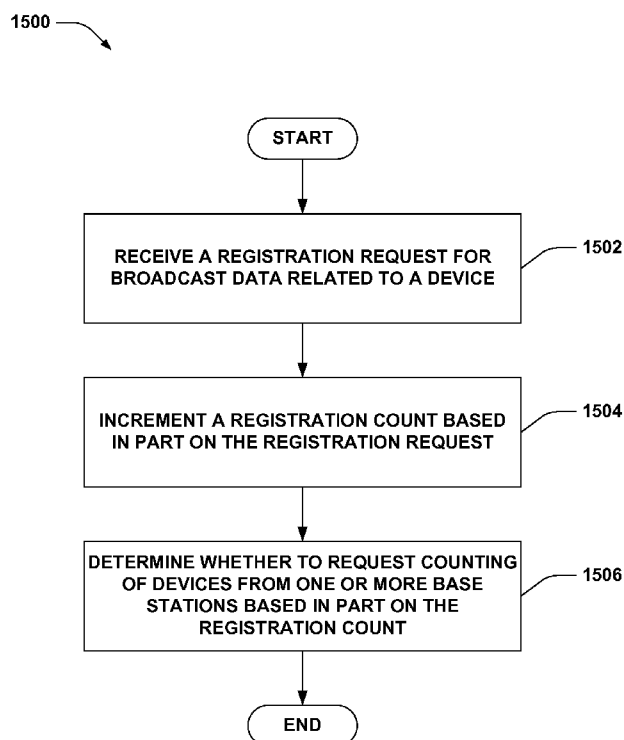 1500
START
RECEIVE A REGISTRATION REQUEST FOR
BROADCAST DATA RELATED TO A DEVICE
1502
INCREMENT A REGISTRATION COUNT BASED
IN PART ON THE REGISTRATION REQUEST
1504
DETERMINE WHETHER TO REQUEST COUNTING
OF DEVICES FROM ONE OR MORE BASE
STATIONS BASED IN PART ON THE
REGISTRATION COUNT
1506
END